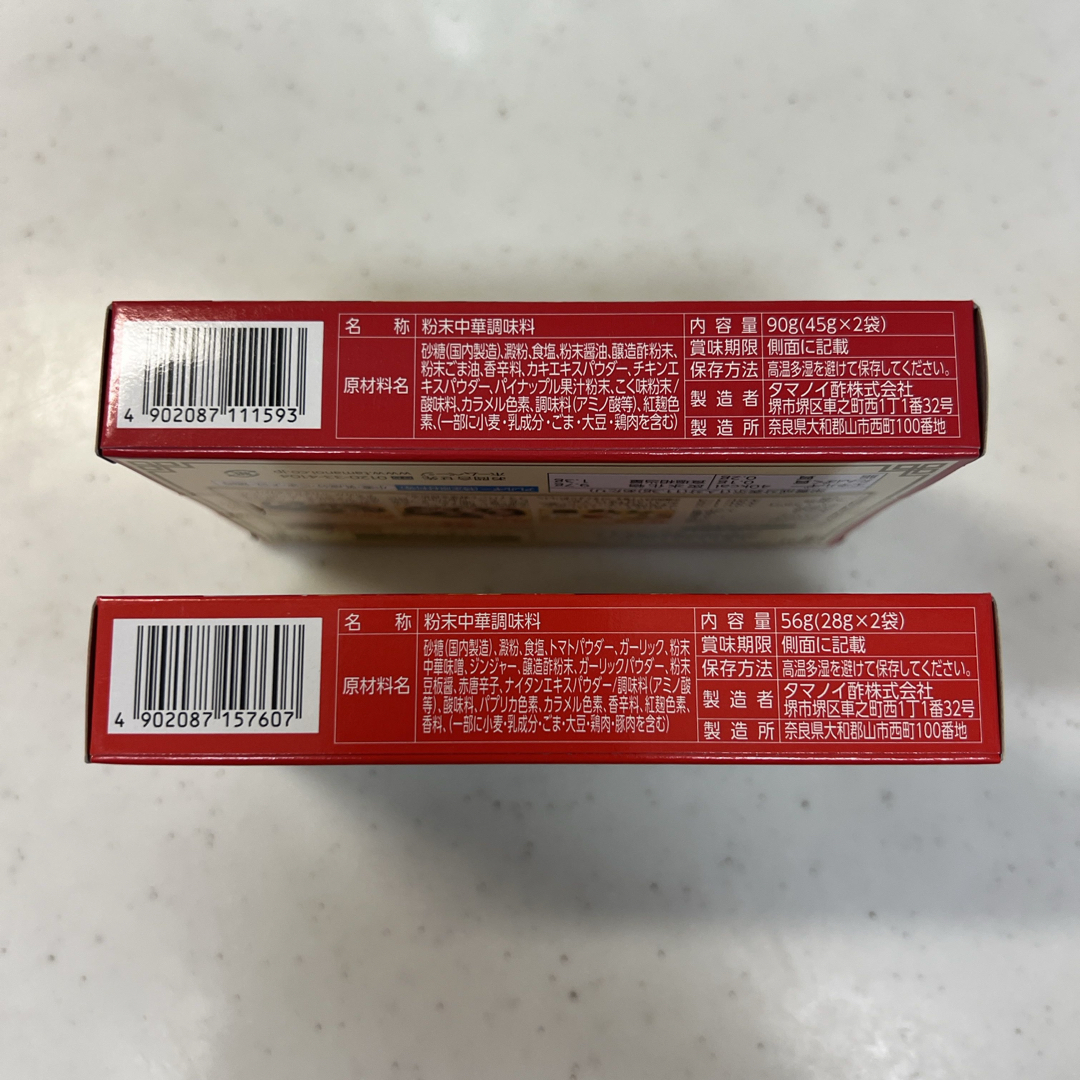 名称 粉末中華調味料
原材料名
砂糖(国内製造)、澱粉、食塩、粉末醤油、醸造酢粉末、
粉末ごま油、香辛料、カキエキスパウダー、チキンエ
キスパウダー、パイナップル果汁粉末、こく味粉末/
酸味料、カラメル色素、調味料(アミノ酸等)、紅麹色
素、(一部に小麦・乳成分・ごま・大豆・鶏肉を含む)
内容量 90g(45g×2袋)
賞味期限 側面に記載
保存方法 高温多湿を避けて保存してください。
製造者 タマノイ酢株式会社
堺市堺区車之町西1丁1番32号
製造所 奈良県大和郡山市西町100番地
4 902087 111593
名称 粉末中華調味料
原材料名
砂糖(国内製造)、澱粉、食塩、トマトパウダー、ガーリック、粉末
中華味噌、ジンジャー、醸造酢粉末、ガーリックパウダー、粉末
豆板醤、赤唐辛子、ナイタンエキスパウダー/調味料(アミノ酸
等)、酸味料、パプリカ色素、カラメル色素、香辛料、紅麹色素、
香料、(一部に小麦・乳成分・ごま・大豆・鶏肉・豚肉を含む)
内容量 56g(28g×2袋)
賞味期限 側面に記載
保存方法 高温多湿を避けて保存してください。
製造者 タマノイ酢株式会社
堺市堺区車之町西1丁1番32号
製造所 奈良県大和郡山市西町100番地
4 902087 157607